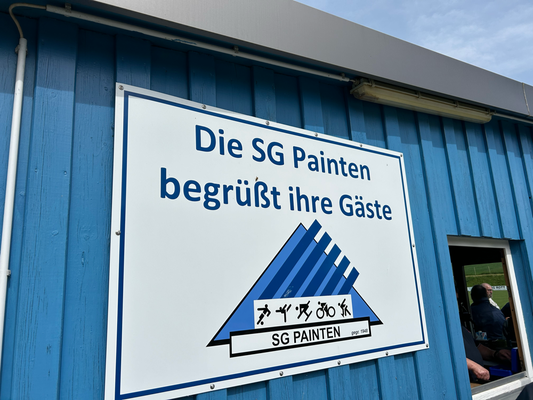 Die SG Painten
begrüßt ihre Gäste
SG PAINTEN